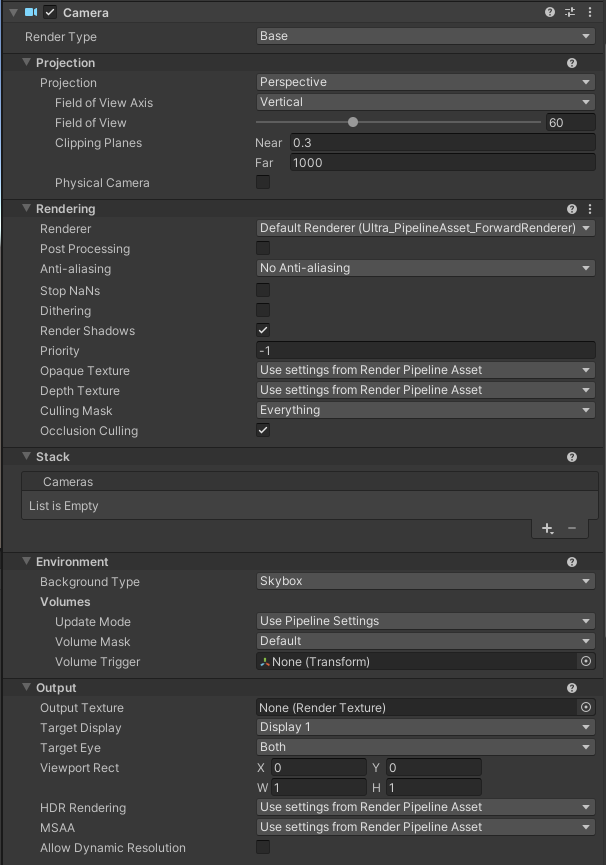 Camera
Render Type Base
Projection
Projection Perspective
Field of View Axis Vertical
Field of View 60
Clipping Planes Near 0.3
Far 1000
Physical Camera
Rendering
Renderer Default Renderer (Ultra_PipelineAsset_ForwardRenderer)
Post Processing
Anti-aliasing No Anti-aliasing
Stop NaNs
Dithering
Render Shadows
Priority -1
Opaque Texture Use settings from Render Pipeline Asset
Depth Texture Use settings from Render Pipeline Asset
Culling Mask Everything
Occlusion Culling
Stack
Cameras
List is Empty
Environment
Background Type Skybox
Volumes
Update Mode Use Pipeline Settings
Volume Mask Default
Volume Trigger None (Transform)
Output
Output Texture None (Render Texture)
Target Display Display 1
Target Eye Both
Viewport Rect X 0 Y 0
W 1 H 1
HDR Rendering Use settings from Render Pipeline Asset
MSAA Use settings from Render Pipeline Asset
Allow Dynamic Resolution